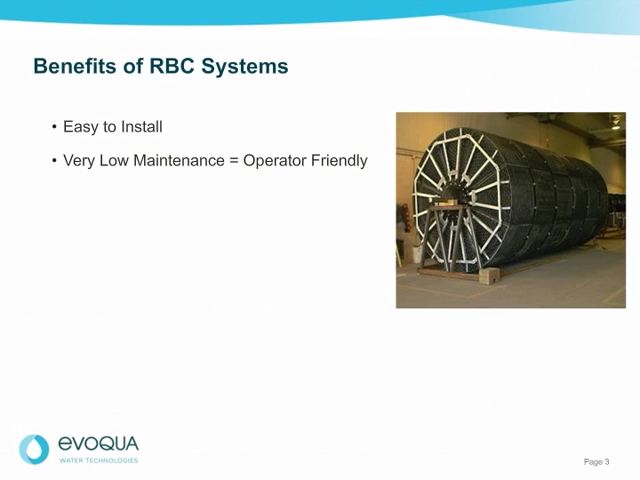 Benefits of RBC Systems
• Easy to Install
• Very Low Maintenance = Operator Friendly
evoqua
WATER TECHNOLOGIES
Page 3